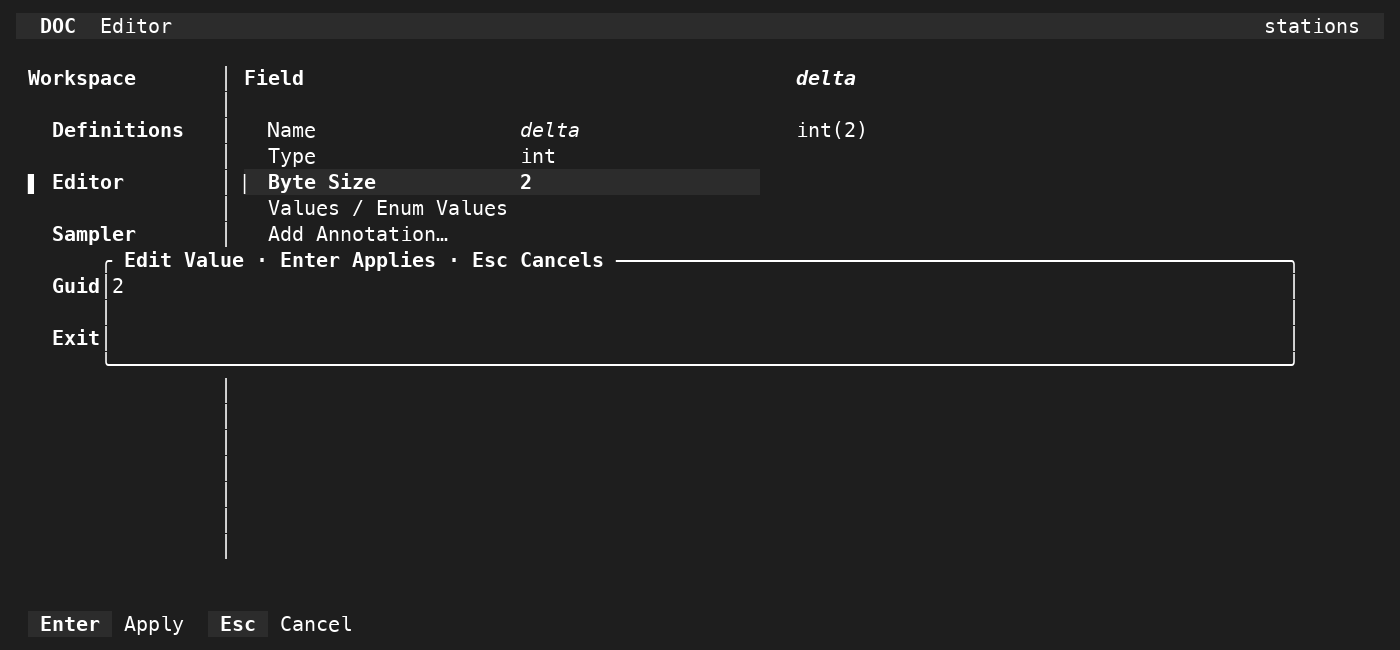 DOC Editor stations
Workspace Field delta
Definitions Name delta int(2)
Type int
Editor Byte Size 2
Values / Enum Values
Sampler Add Annotation…
Edit Value · Enter Applies · Esc Cancels
Guid 2
Exit
Enter Apply Esc Cancel